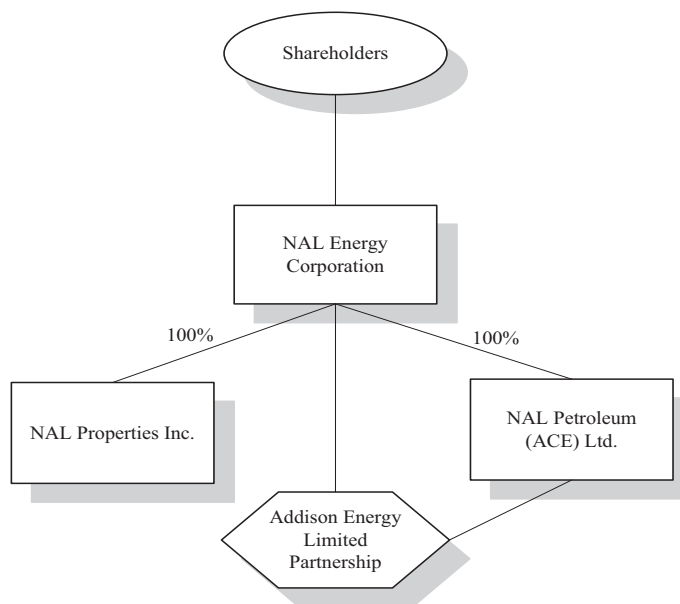 Shareholders
NAL Energy
Corporation
100%
100%
NAL Properties Inc.
NAL Petroleum
(ACE) Ltd.
Addison Energy
Limited
Partnership